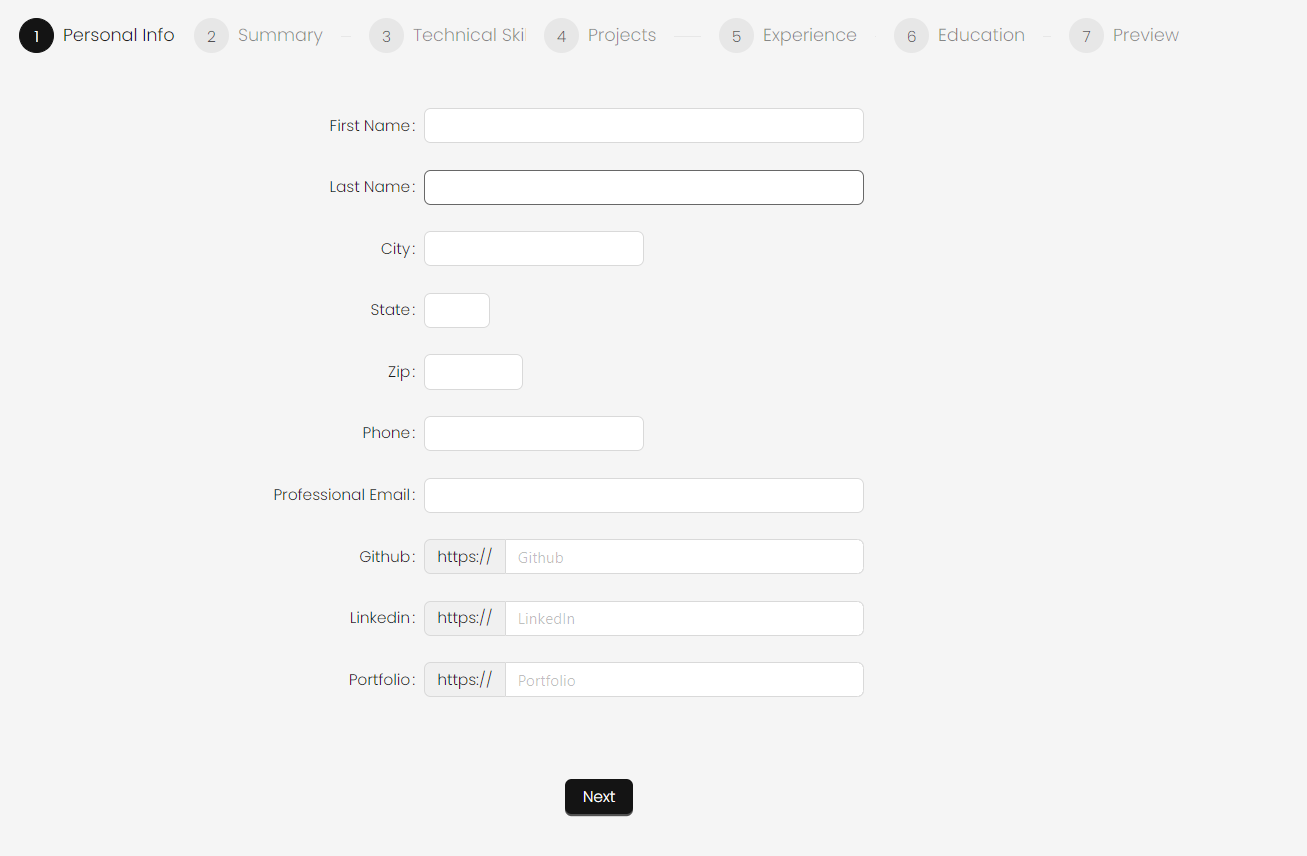 1 Personal Info 2 Summary 3 Technical Ski 4 Projects 5 Experience 6 Education 7 Preview
First Name:
Last Name:
City:
State:
Zip:
Phone:
Professional Email:
Github: https:// Github
Linkedin: https:// LinkedIn
Portfolio: https:// Portfolio
Next